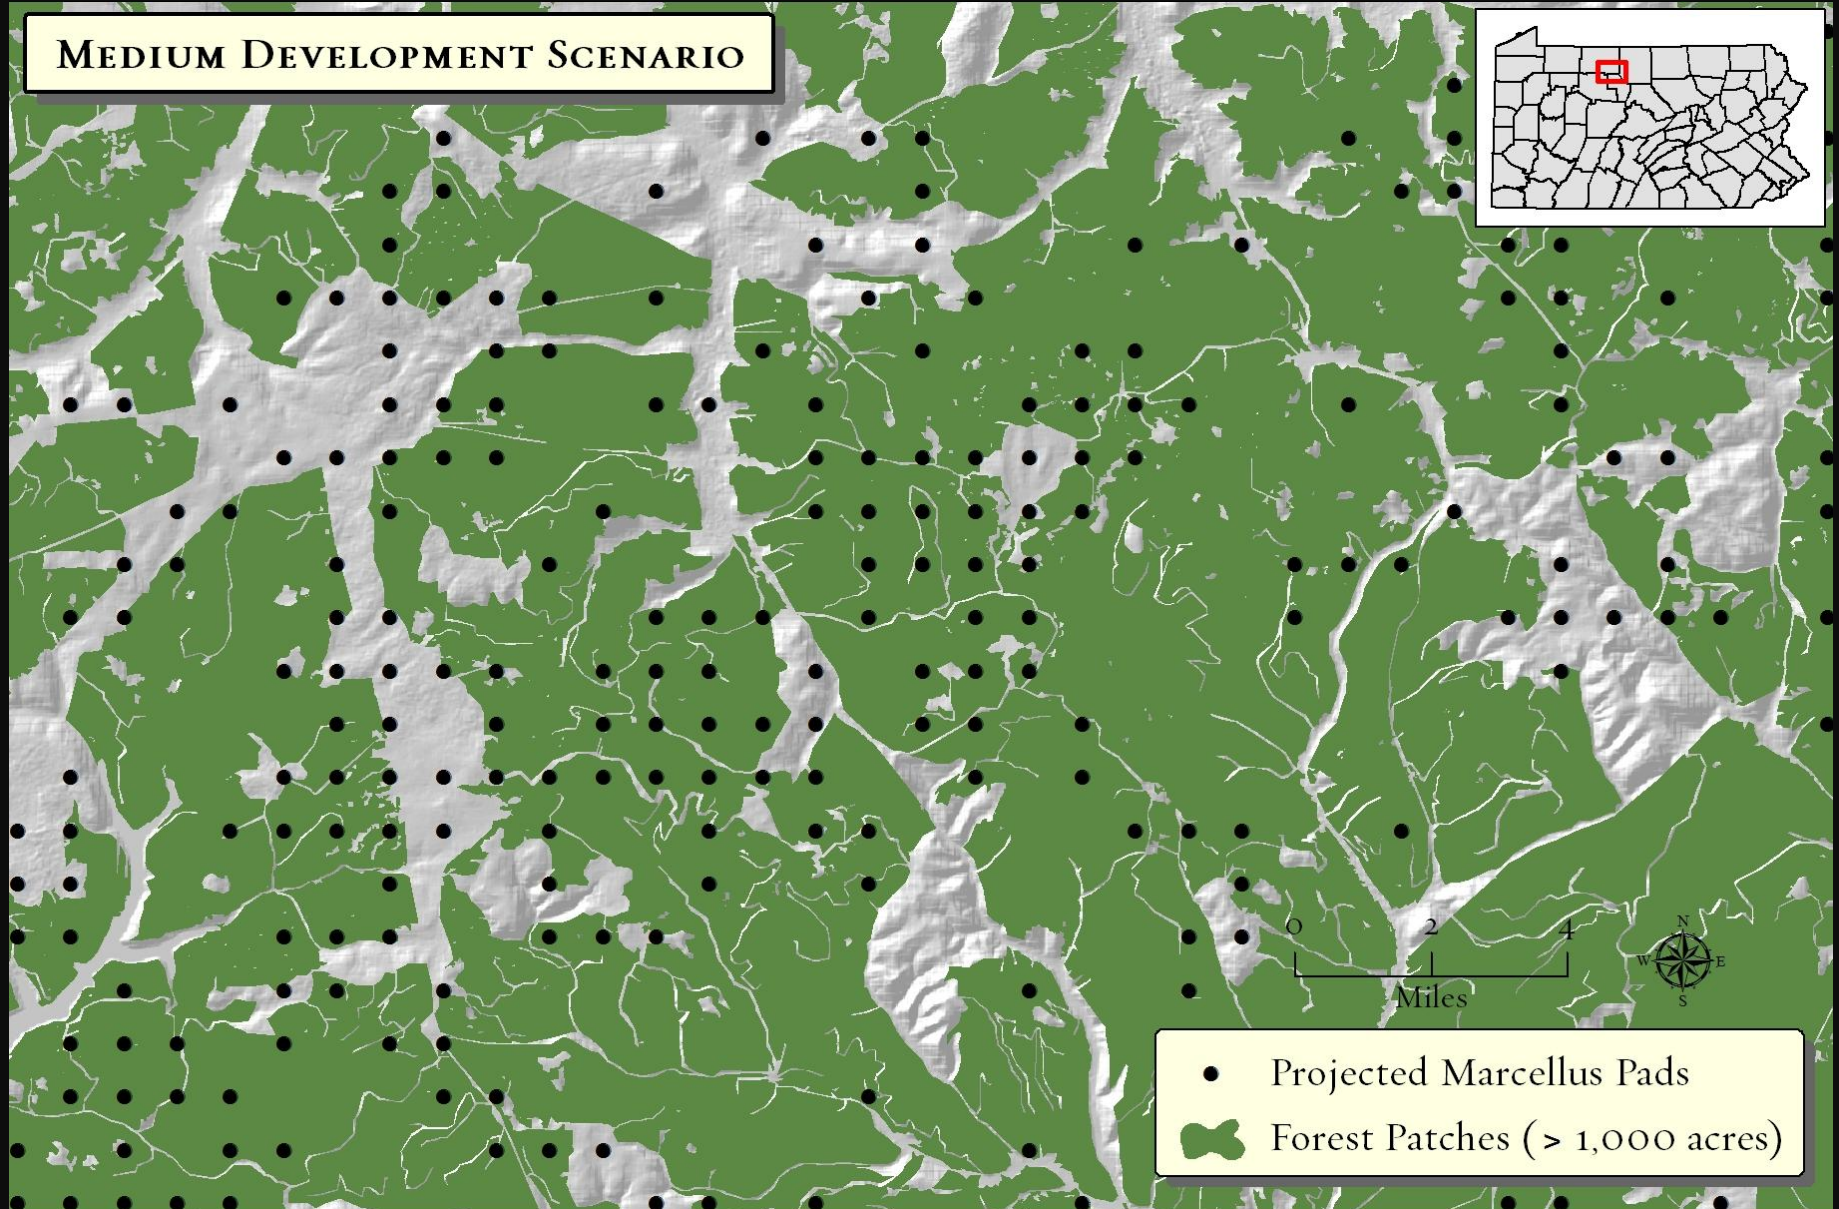 Medium Development Scenario
0 2 4
Miles
N
W E
S
Projected Marcellus Pads
Forest Patches (> 1,000 acres)